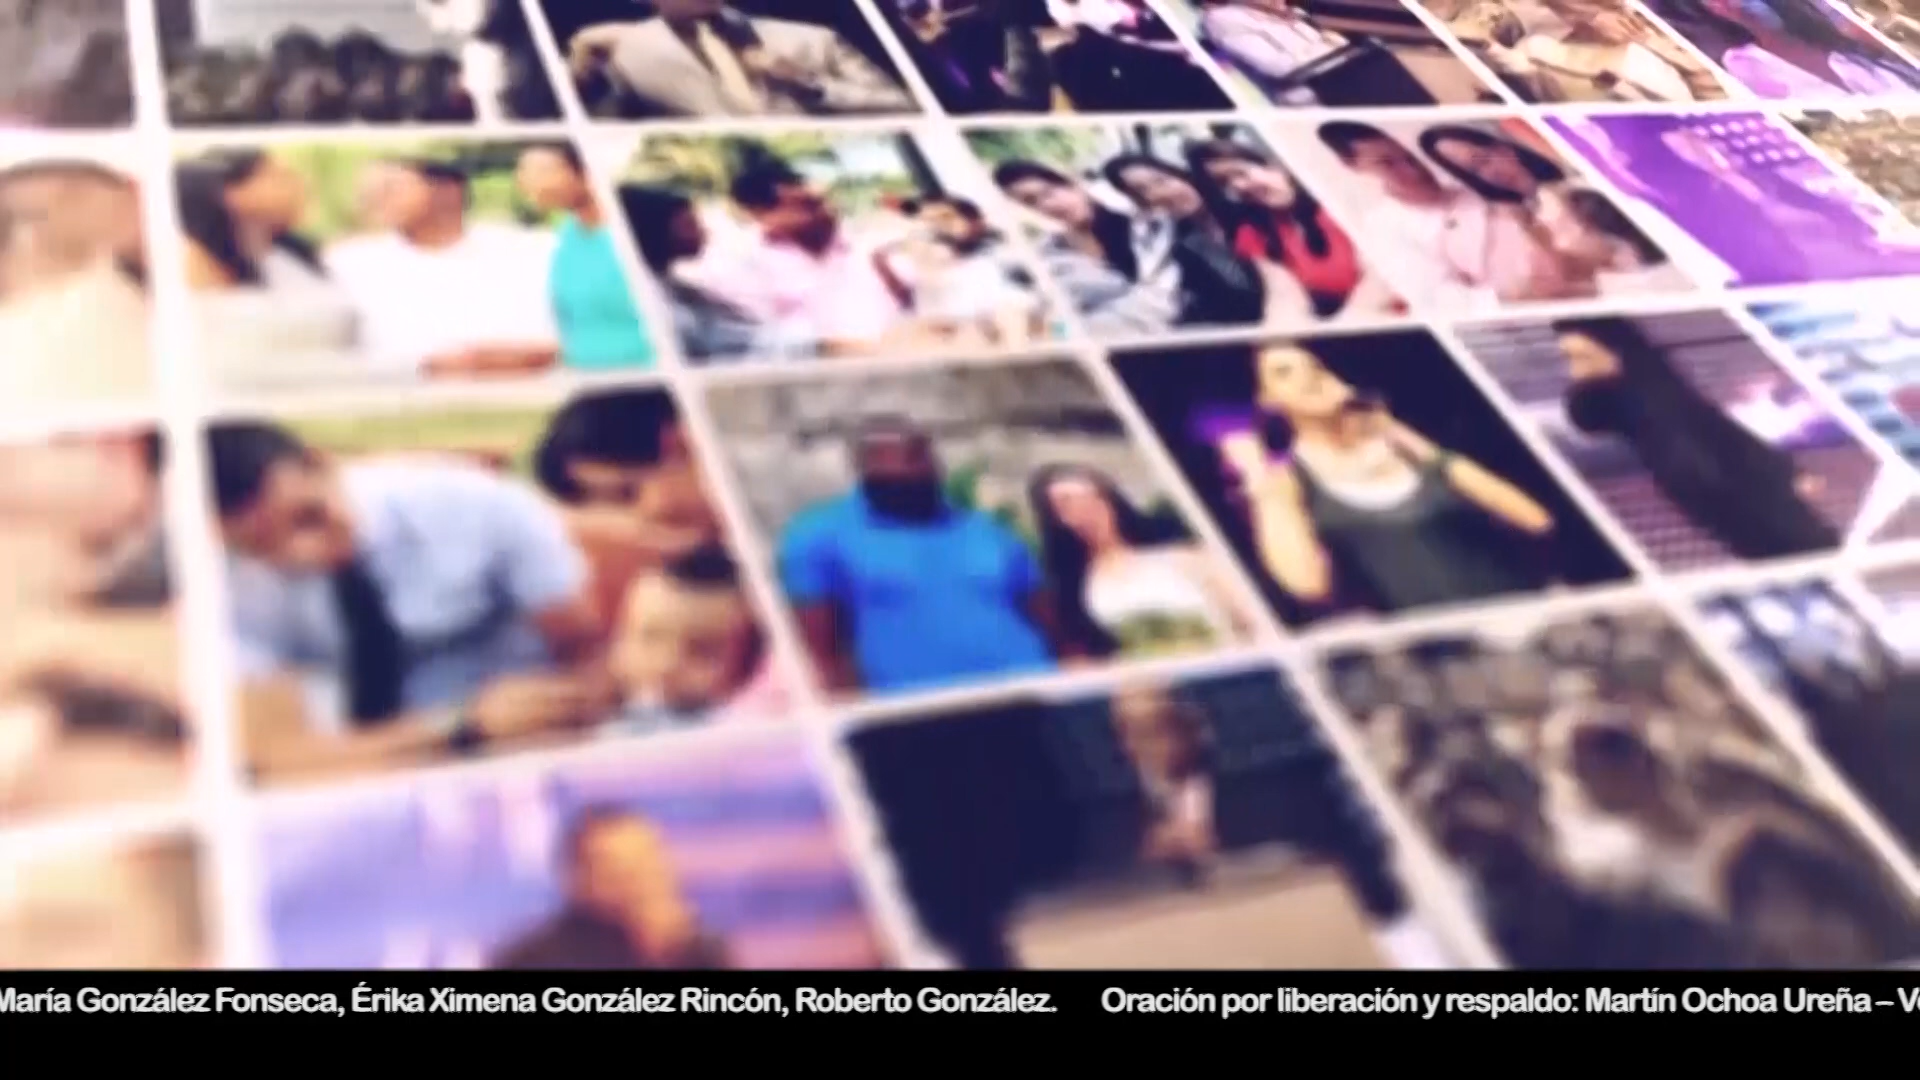 María González Fonseca, Érika Ximena González Rincón, Roberto González. Oración por liberación y respaldo: Martín Ochoa Ureña –